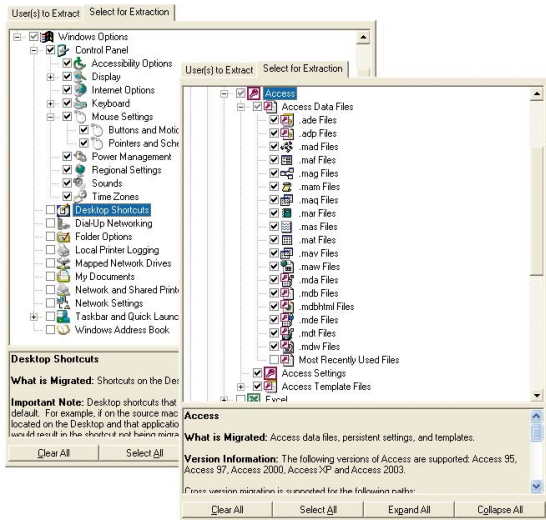 User(s) to Extract
Select for Extraction
Windows Options
Control Panel
Accessibility Options
Display
Internet Options
Keyboard
Mouse Settings
Buttons and Motic
Pointers and Sche
Power Management
Regional Settings
Sounds
Time Zones
Desktop Shortcuts
Dial-Up Networking
Folder Options
Local Printer Logging
Mapped Network Drives
My Documents
Network and Shared Printe
Network Settings
Taskbar and Quick Launc
Windows Address Book
Desktop Shortcuts
What is Migrated: Shortcuts on the Des
Important Note: Desktop shortcuts that
default. For example, if on the source mac
located on the Desktop and that applicatio
would result in the shortcut not being migra
Clear All
Select All
User(s) to Extract
Select for Extraction
Access
Access Data Files
.ade Files
.adp Files
.mad Files
.maf Files
.mag Files
.mam Files
.maq Files
.mar Files
.mas Files
.mat Files
.mav Files
.maw Files
.mda Files
.mdb Files
.mdbhtml Files
.mde Files
.mdt Files
.mdw Files
Most Recently Used Files
Access Settings
Access Template Files
Excel
Access
What is Migrated: Access data files, persistent settings, and templates.
Version Information: The following versions of Access are supported: Access 95,
Access 97, Access 2000, Access XP and Access 2003.
Cross version migration is supported for the following paths:
Clear All
Select All
Expand All
Collapse All